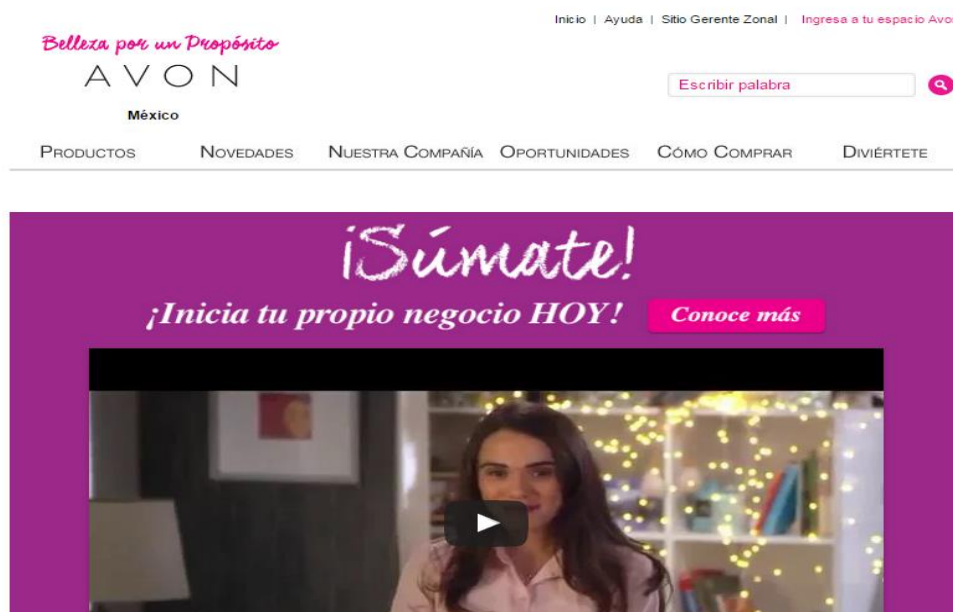 Inicio | Ayuda | Sitio Gerente Zonal | Ingresa a tu espacio Avon
Belleza por un Propósito
AVON
México
Escribir palabra
PRODUCTOS NOVEDADES NUESTRA COMPAÑÍA OPORTUNIDADES CÓMO COMPRAR DIVIÉRTETE
¡Súmate!
¡Inicia tu propio negocio HOY! Conoce más